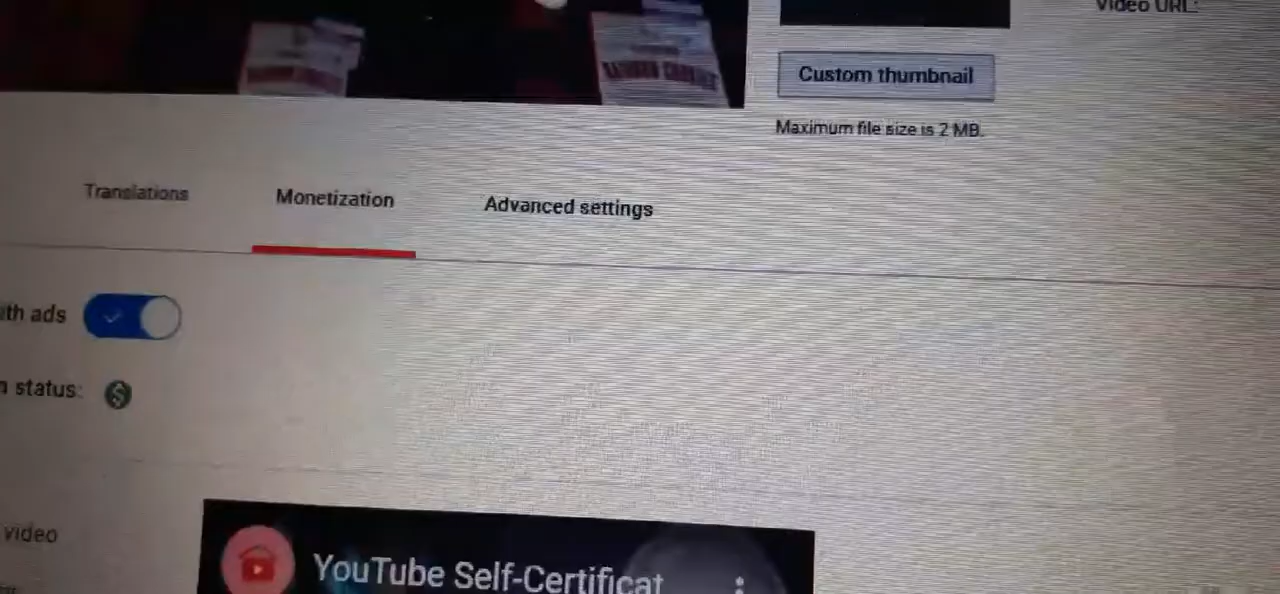 Video URL:
Custom thumbnail
Maximum file size is 2 MB.
Translations
Monetization
Advanced settings
ith ads
n status:
video
YouTube Self-Certificat